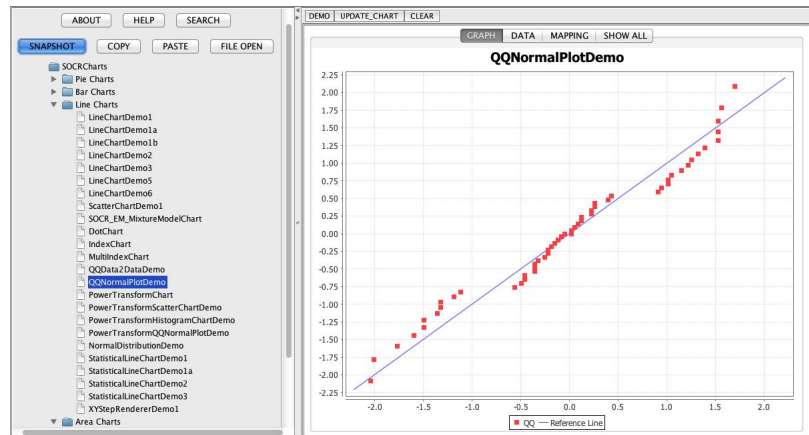 ABOUT HELP SEARCH
SNAPSHOT COPY PASTE FILE OPEN
SOCRCharts
Pie Charts
Bar Charts
Line Charts
LineChartDemo1
LineChartDemo1a
LineChartDemo1b
LineChartDemo2
LineChartDemo3
LineChartDemo5
LineChartDemo6
ScatterChartDemo1
SOCR_EM_MixtureModelChart
DotChart
IndexChart
MultiIndexChart
QQData2DataDemo
QQNormalPlotDemo
PowerTransformChart
PowerTransformScatterChartDemo
PowerTransformHistogramChartDemo
PowerTransformQQNormalPlotDemo
NormalDistributionDemo
StatisticalLineChartDemo1
StatisticalLineChartDemo1a
StatisticalLineChartDemo2
StatisticalLineChartDemo3
XYStepRendererDemo1
Area Charts
DEMO UPDATE_CHART CLEAR
GRAPH DATA MAPPING SHOW ALL
QQNormalPlotDemo
2.25
2.00
1.75
1.50
1.25
1.00
0.75
0.50
0.25
0.00
-0.25
-0.50
-0.75
-1.00
-1.25
-1.50
-1.75
-2.00
-2.25
-2.0 -1.5 -1.0 -0.5 0.0 0.5 1.0 1.5 2.0
QQ Reference Line